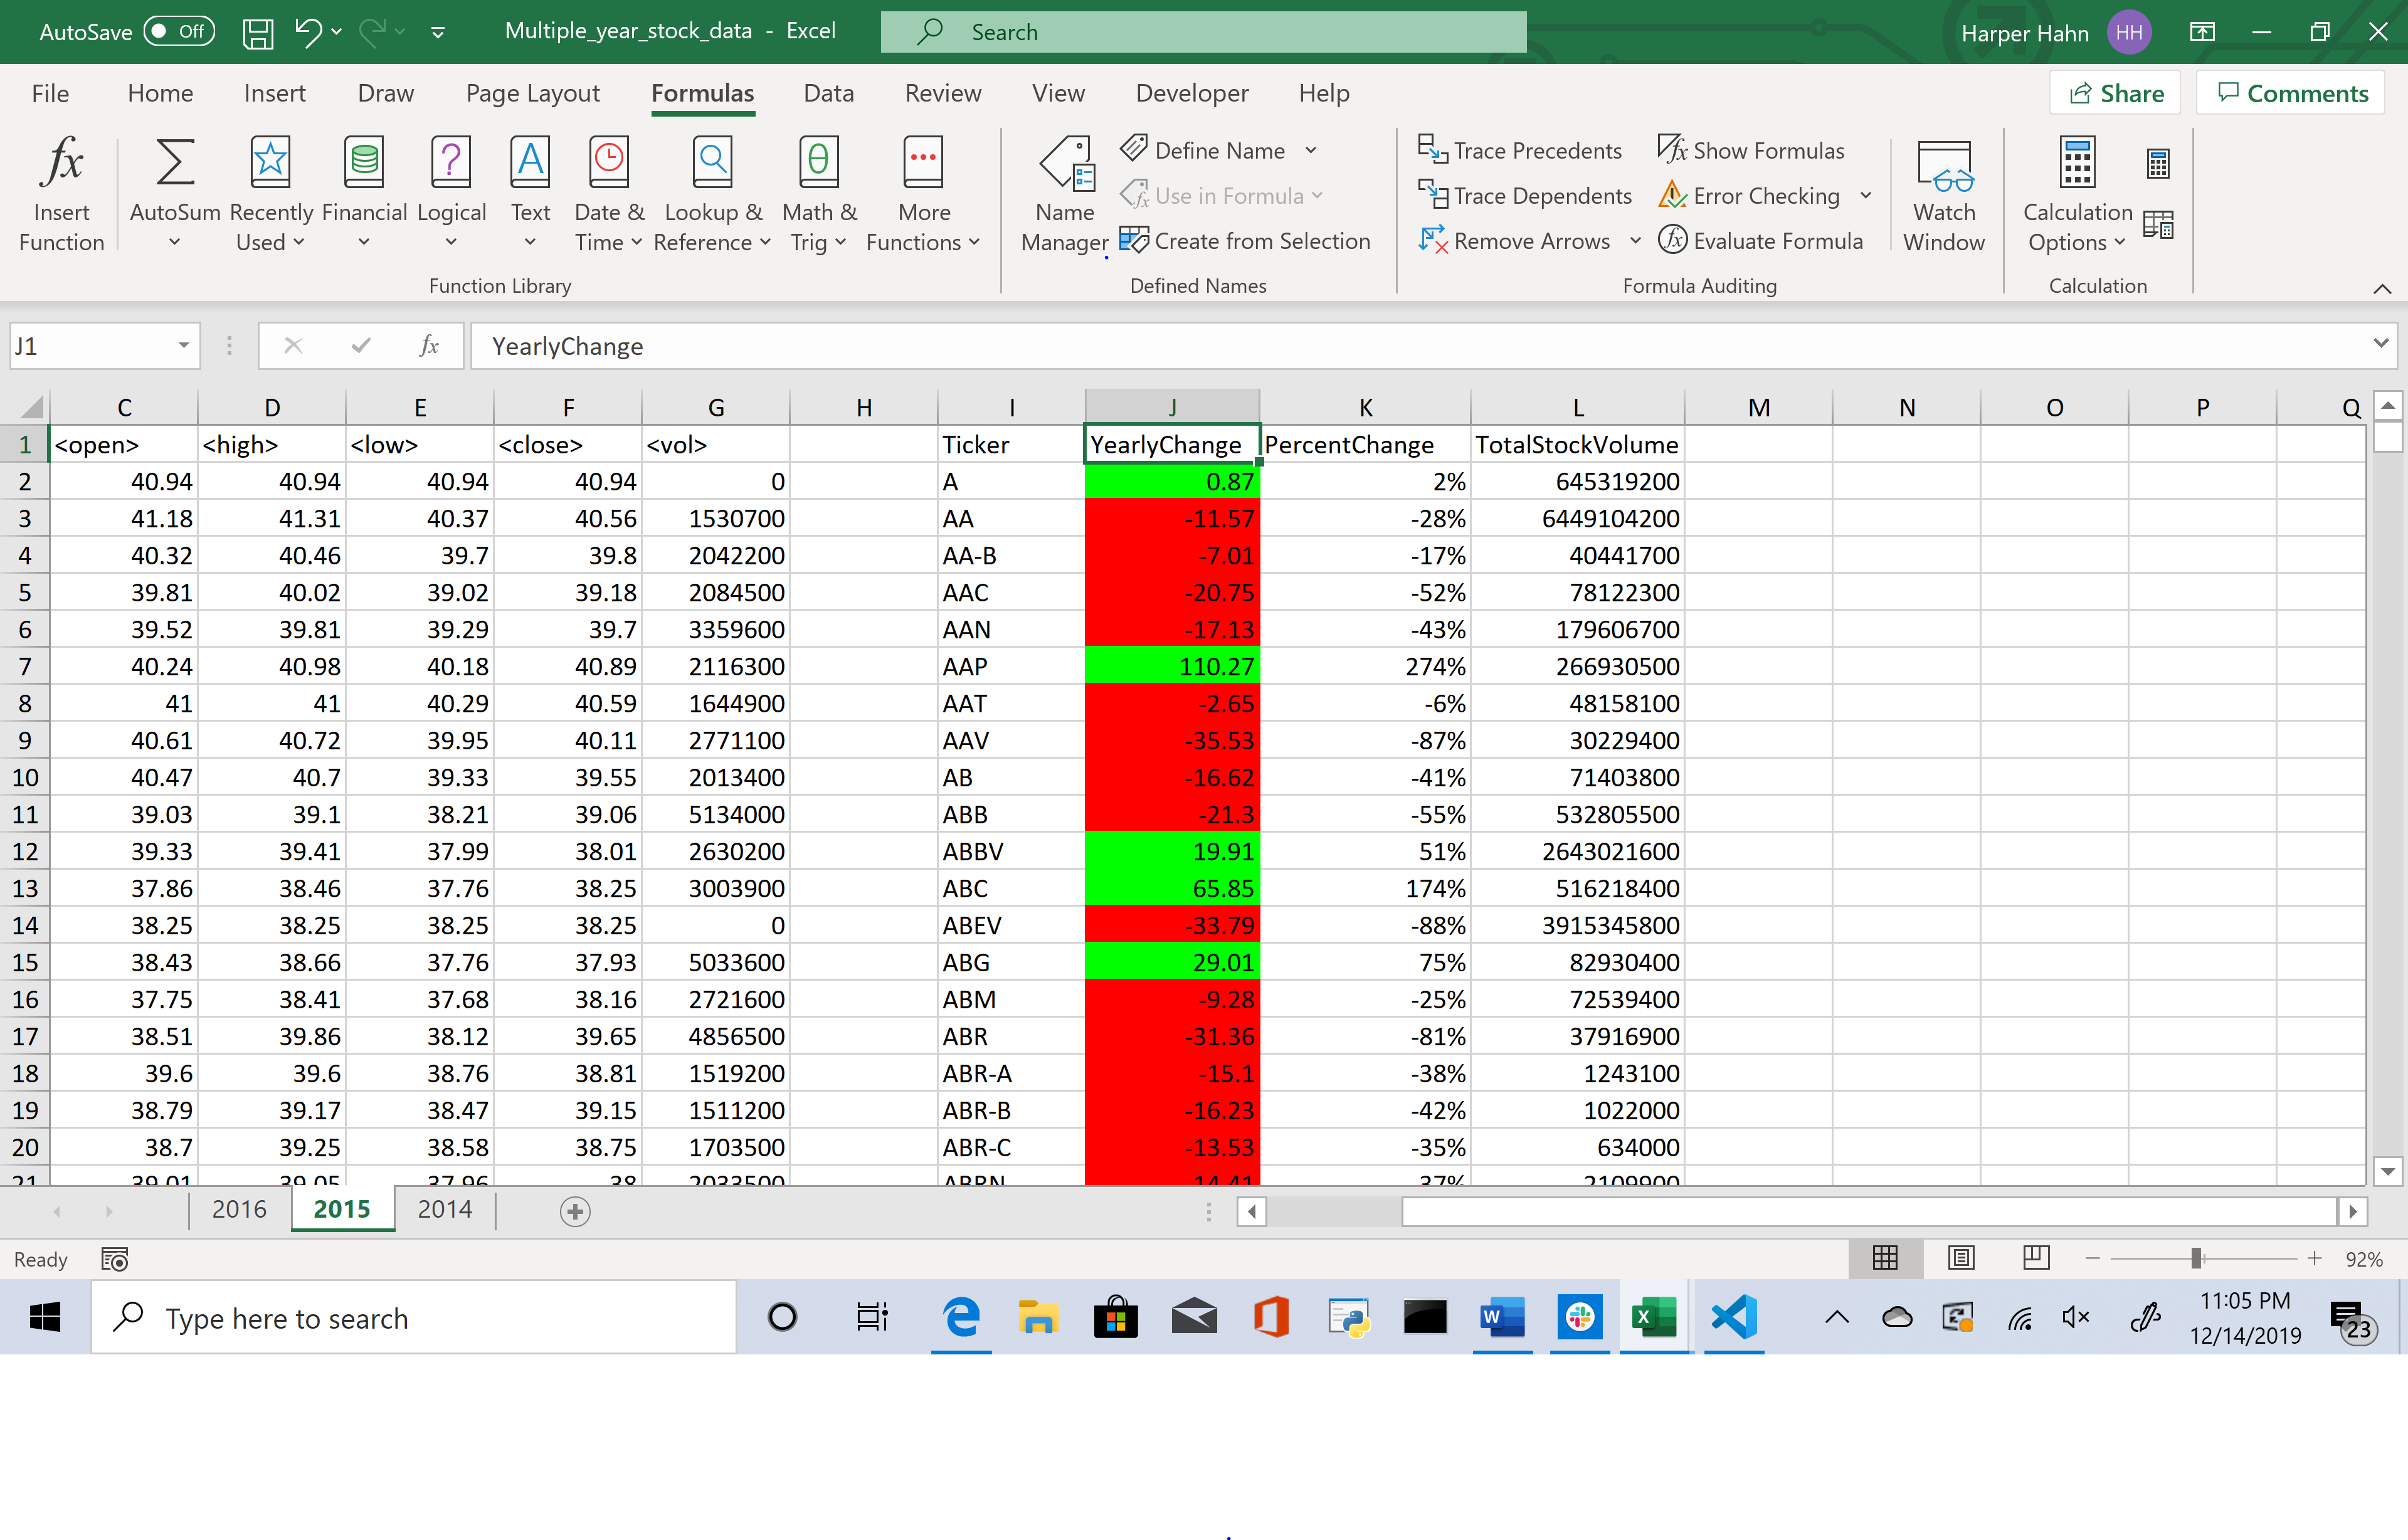 AutoSave Off Multiple_year_stock_data - Excel Search Harper Hahn HH
File Home Insert Draw Page Layout Formulas Data Review View Developer Help Share Comments
fx Insert Function
AutoSum
Recently Used
Financial
Logical
Text
Date & Time
Lookup & Reference
Math & Trig
More Functions
Function Library
Name Manager
Define Name
Use in Formula
Create from Selection
Defined Names
Trace Precedents
Trace Dependents
Remove Arrows
Show Formulas
Error Checking
Evaluate Formula
Watch Window
Formula Auditing
Calculation Options
Calculation
J1 fx YearlyChange
C D E F G H I J K L M N O P Q
1 <open> <high> <low> <close> <vol> Ticker YearlyChange PercentChange TotalStockVolume
2 40.94 40.94 40.94 40.94 0 A 0.87 2% 645319200
3 41.18 41.31 40.37 40.56 1530700 AA -11.57 -28% 6449104200
4 40.32 40.46 39.7 39.8 2042200 AA-B -7.01 -17% 40441700
5 39.81 40.02 39.02 39.18 2084500 AAC -20.75 -52% 78122300
6 39.52 39.81 39.29 39.7 3359600 AAN -17.13 -43% 179606700
7 40.24 40.98 40.18 40.89 2116300 AAP 110.27 274% 266930500
8 41 41 40.29 40.59 1644900 AAT -2.65 -6% 48158100
9 40.61 40.72 39.95 40.11 2771100 AAV -35.53 -87% 30229400
10 40.47 40.7 39.33 39.55 2013400 AB -16.62 -41% 71403800
11 39.03 39.1 38.21 39.06 5134000 ABB -21.3 -55% 532805500
12 39.33 39.41 37.99 38.01 2630200 ABBV 19.91 51% 2643021600
13 37.86 38.46 37.76 38.25 3003900 ABC 65.85 174% 516218400
14 38.25 38.25 38.25 38.25 0 ABEV -33.79 -88% 3915345800
15 38.43 38.66 37.76 37.93 5033600 ABG 29.01 75% 82930400
16 37.75 38.41 37.68 38.16 2721600 ABM -9.28 -25% 72539400
17 38.51 39.86 38.12 39.65 4856500 ABR -31.36 -81% 37916900
18 39.6 39.6 38.76 38.81 1519200 ABR-A -15.1 -38% 1243100
19 38.79 39.17 38.47 39.15 1511200 ABR-B -16.23 -42% 1022000
20 38.7 39.25 38.58 38.75 1703500 ABR-C -13.53 -35% 634000
21 39.01 39.05 37.96 38 2033500 ABRN -14.41 -37% 2109900
2016 2015 2014
Ready 92%
Type here to search 11:05 PM
12/14/2019 23